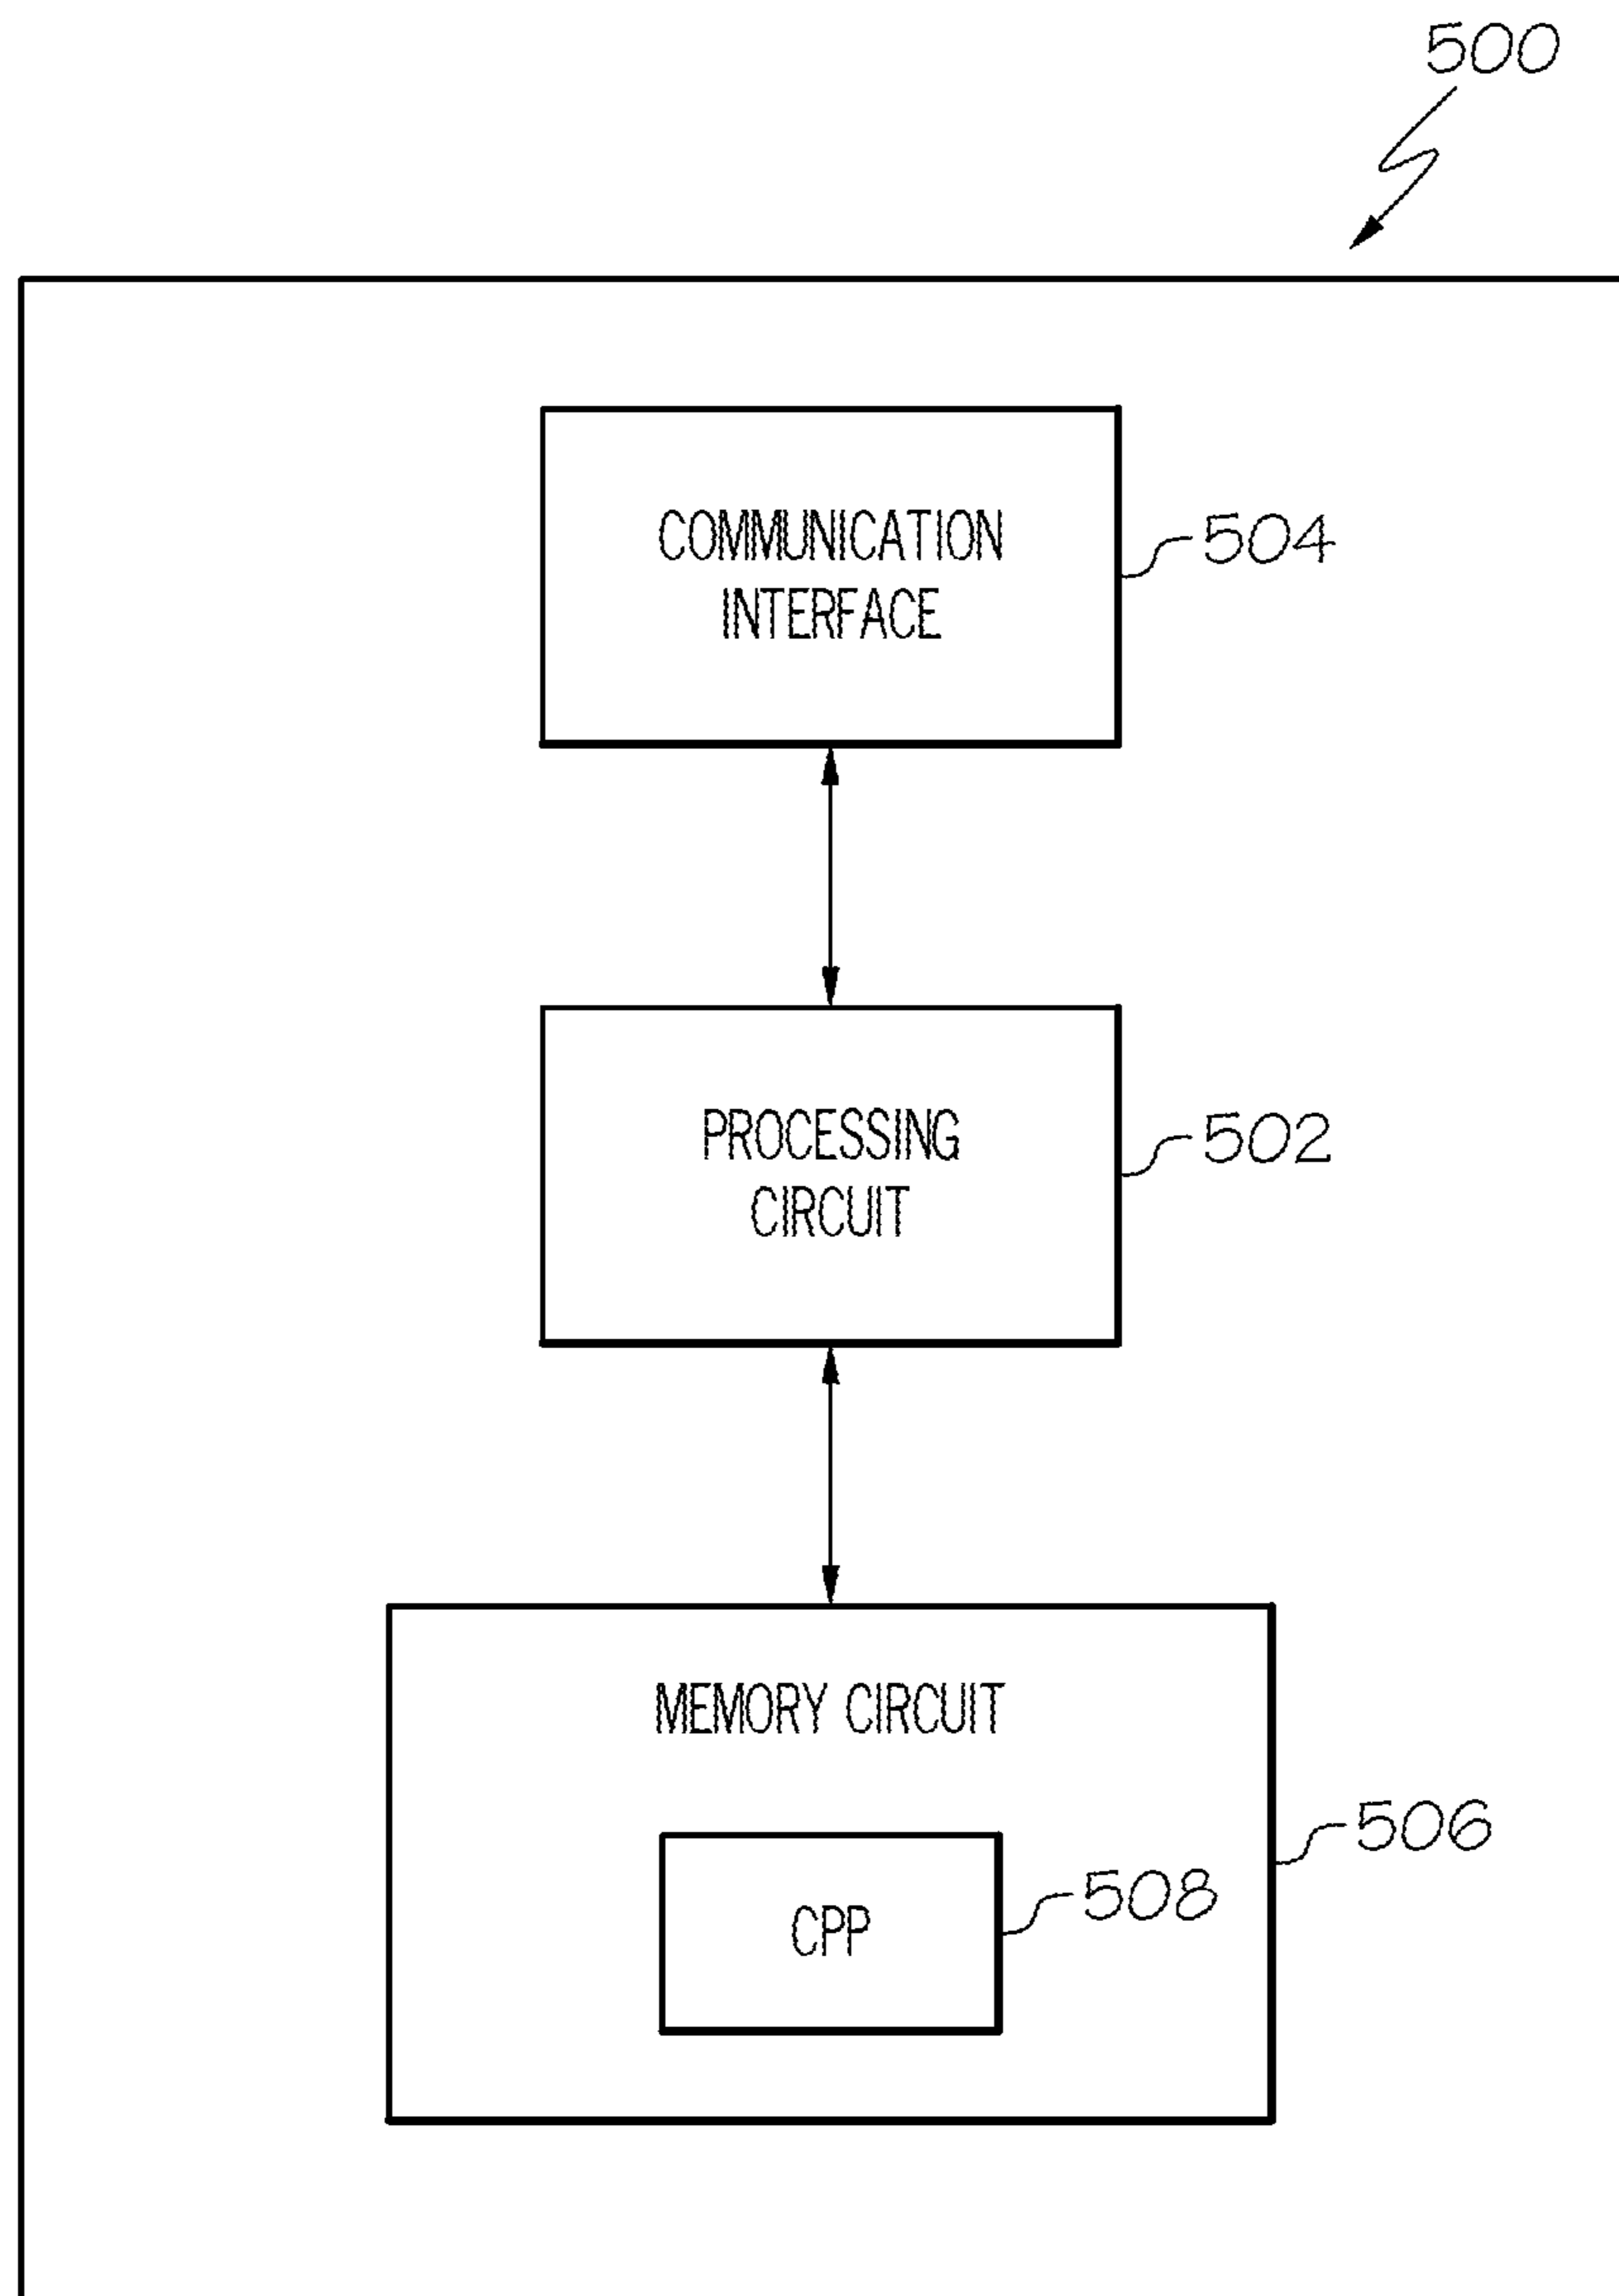 500
COMMUNICATION
INTERFACE
504
PROCESSING
CIRCUIT
502
MEMORY CIRCUIT
506
CPP
508